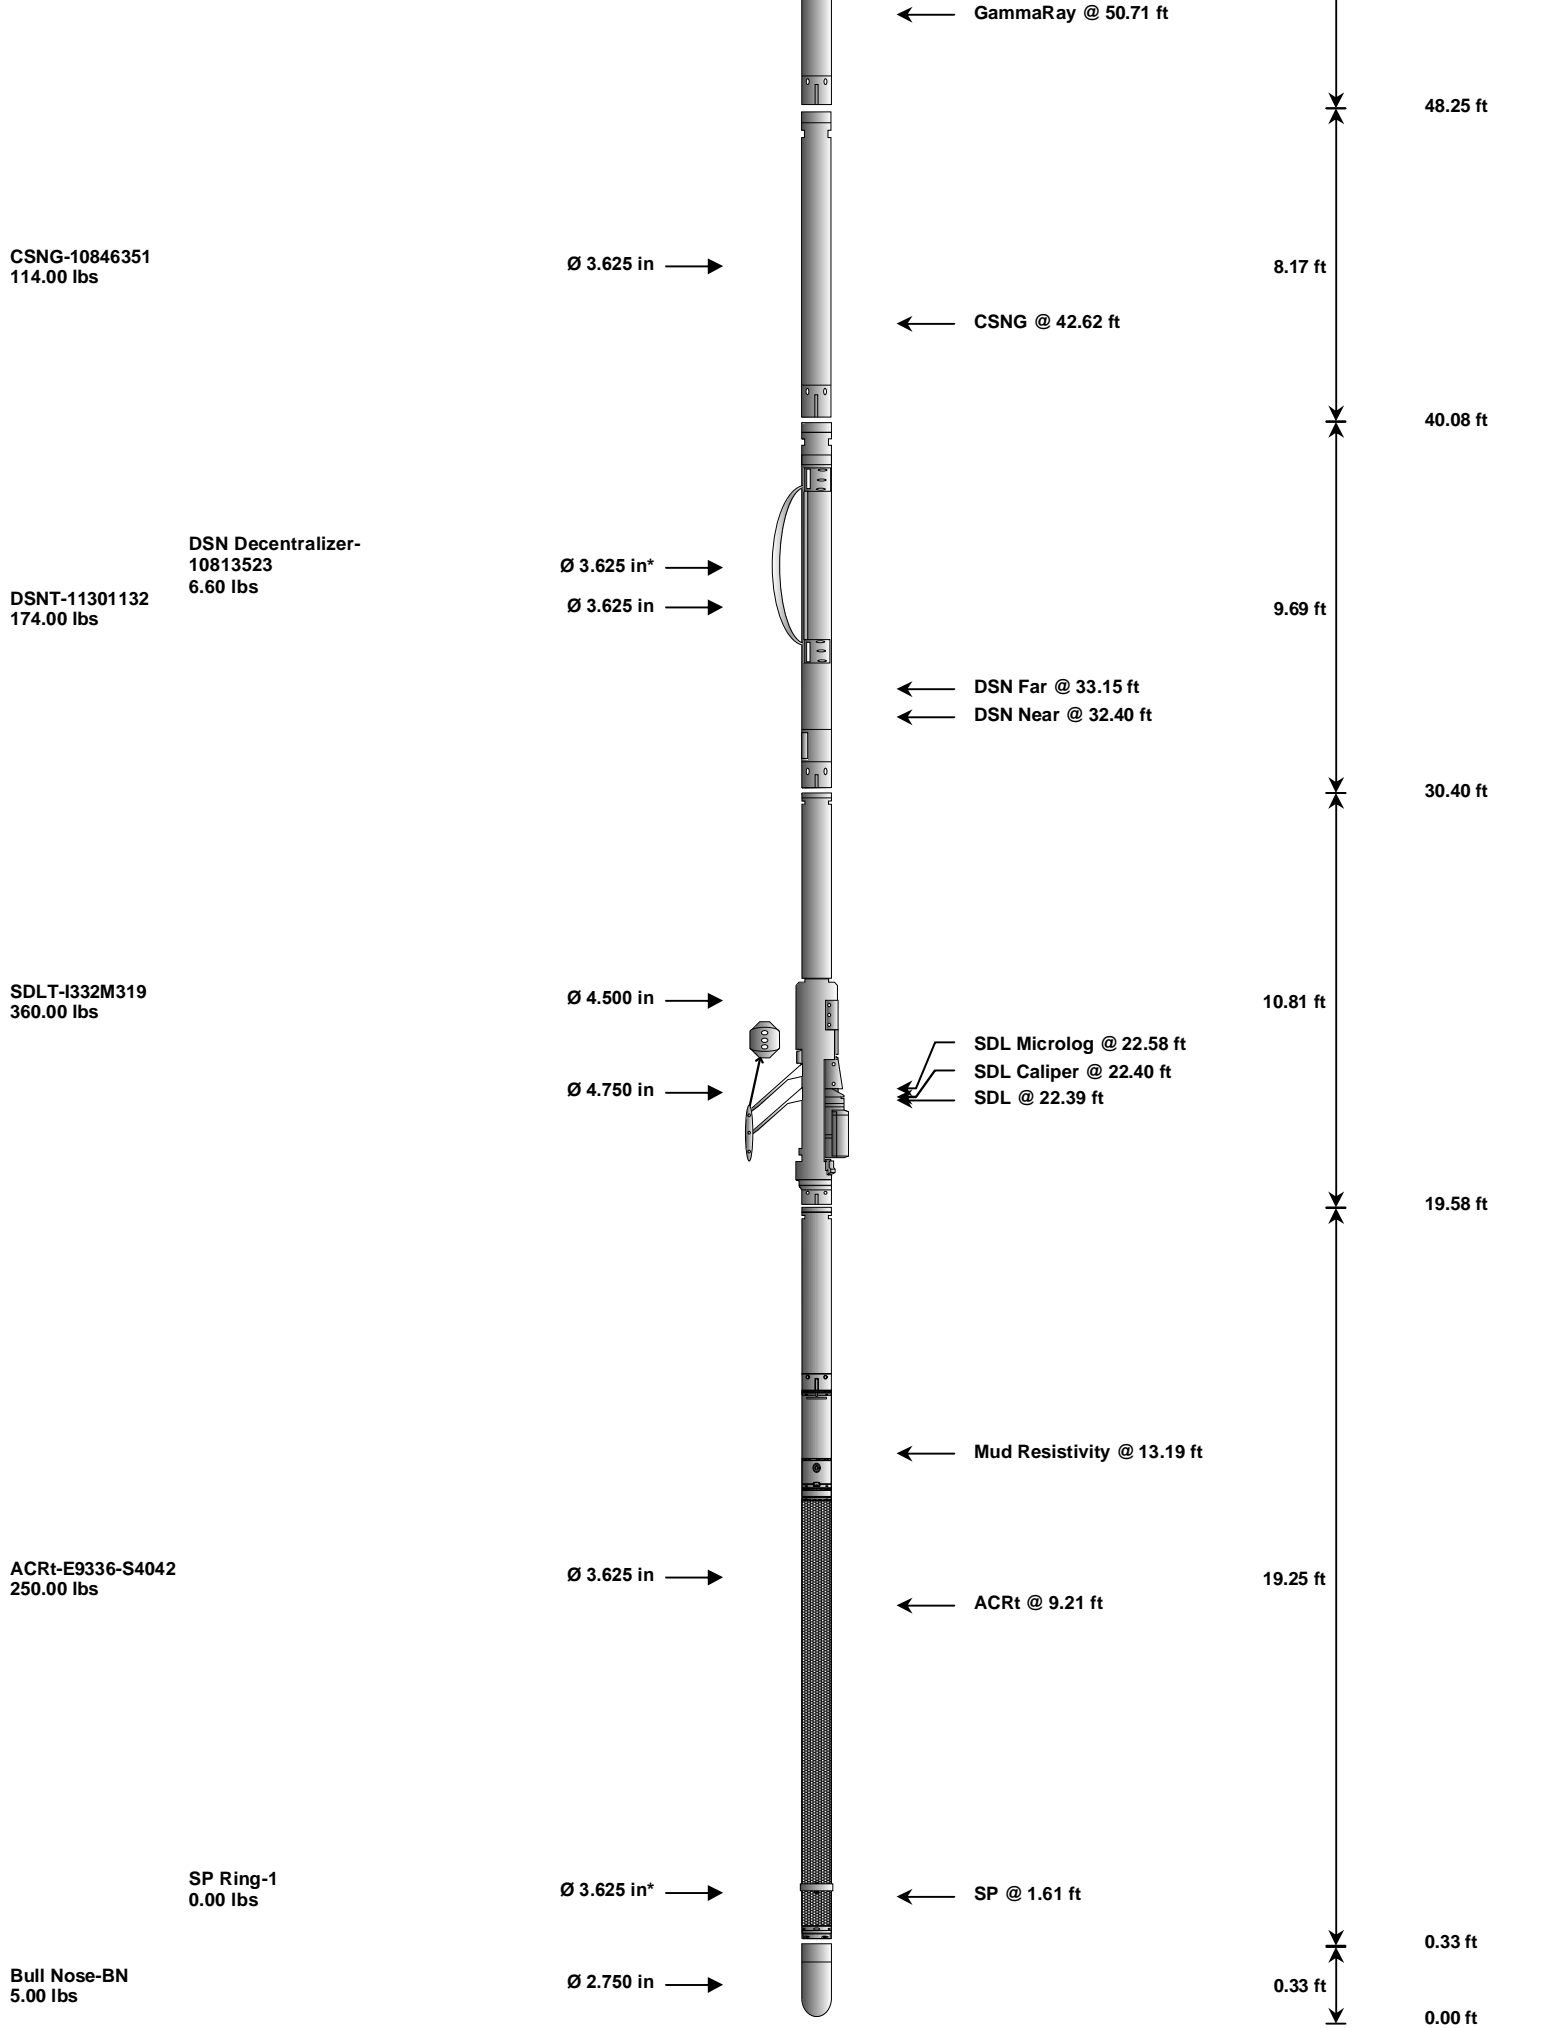 GammaRay @ 50.71 ft
48.25 ft
CSNG-10846351
114.00 lbs
Ø 3.625 in
8.17 ft
CSNG @ 42.62 ft
40.08 ft
DSN Decentralizer-
10813523
6.60 lbs
Ø 3.625 in*
DSNT-11301132
174.00 lbs
Ø 3.625 in
9.69 ft
DSN Far @ 33.15 ft
DSN Near @ 32.40 ft
30.40 ft
SDLT-I332M319
360.00 lbs
Ø 4.500 in
10.81 ft
SDL Microlog @ 22.58 ft
SDL Caliper @ 22.40 ft
Ø 4.750 in
SDL @ 22.39 ft
19.58 ft
Mud Resistivity @ 13.19 ft
ACRt-E9336-S4042
250.00 lbs
Ø 3.625 in
19.25 ft
ACRt @ 9.21 ft
SP Ring-1
0.00 lbs
Ø 3.625 in*
SP @ 1.61 ft
0.33 ft
Bull Nose-BN
5.00 lbs
Ø 2.750 in
0.33 ft
0.00 ft